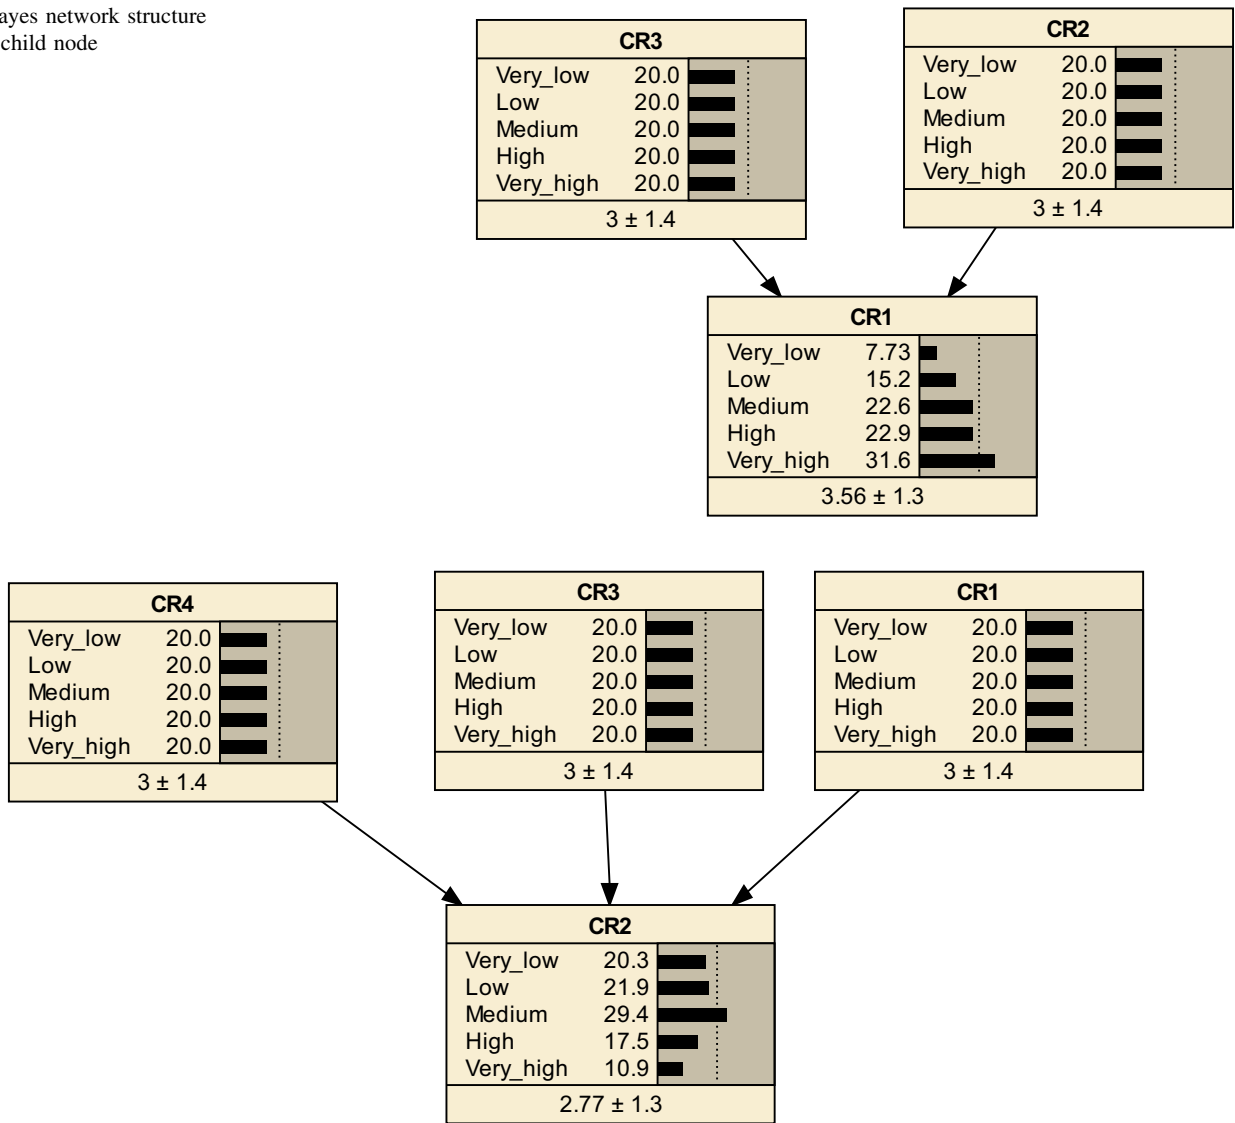 ayes network structure
child node
CR3
Very_low 20.0
Low 20.0
Medium 20.0
High 20.0
Very_high 20.0
3 ± 1.4
CR2
Very_low 20.0
Low 20.0
Medium 20.0
High 20.0
Very_high 20.0
3 ± 1.4
CR1
Very_low 7.73
Low 15.2
Medium 22.6
High 22.9
Very_high 31.6
3.56 ± 1.3
CR4
Very_low 20.0
Low 20.0
Medium 20.0
High 20.0
Very_high 20.0
3 ± 1.4
CR3
Very_low 20.0
Low 20.0
Medium 20.0
High 20.0
Very_high 20.0
3 ± 1.4
CR1
Very_low 20.0
Low 20.0
Medium 20.0
High 20.0
Very_high 20.0
3 ± 1.4
CR2
Very_low 20.3
Low 21.9
Medium 29.4
High 17.5
Very_high 10.9
2.77 ± 1.3